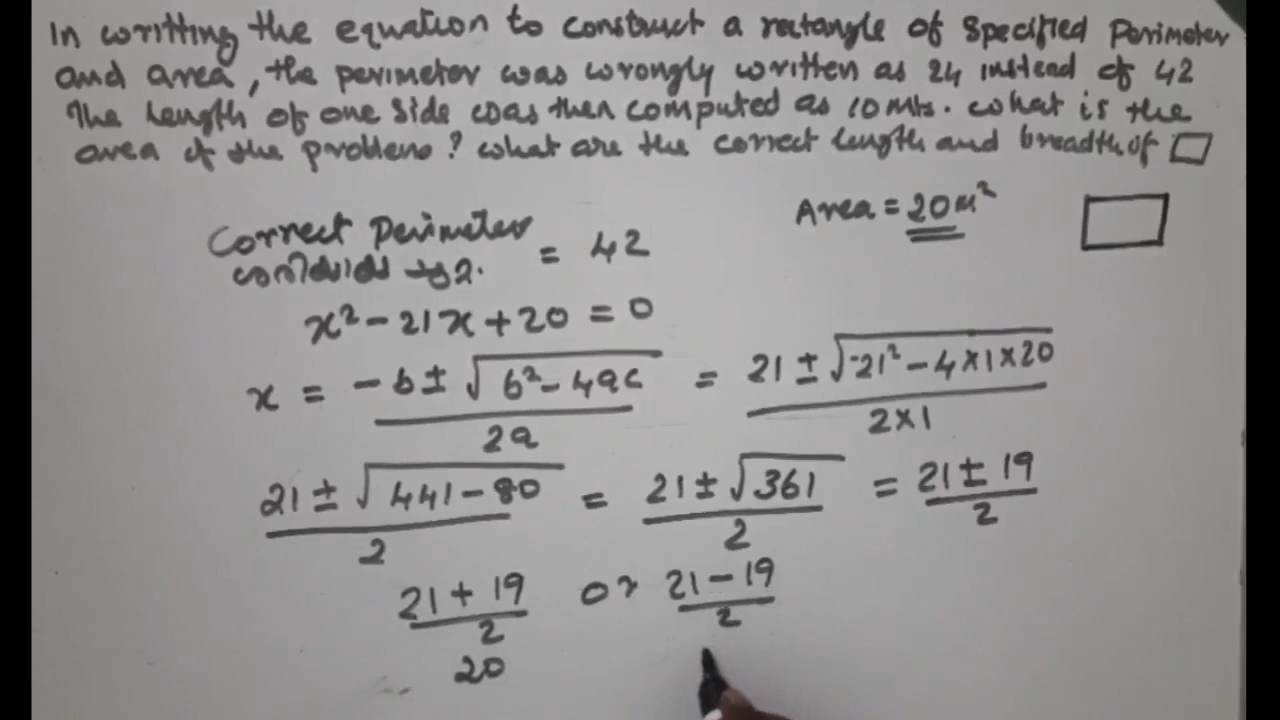 In writting the equation to construct a rectangle of specified Perimeter
and area, the perimeter was wrongly written as 24 instead of 42
The Length of one side was then computed as 10 mts. what is the
area of the problem? what are the correct length and breadth of
Area = 20m²
Correct Perimeter
by 2. = 42
x² - 21x + 20 = 0
x = -b ± √b² - 4ac / 2a = 21 ± √-21² - 4×1×20 / 2×1
21 ± √441 - 80 / 2 = 21 ± √361 / 2 = 21 ± 19 / 2
21 + 19 / 2 or 21 - 19 / 2
20